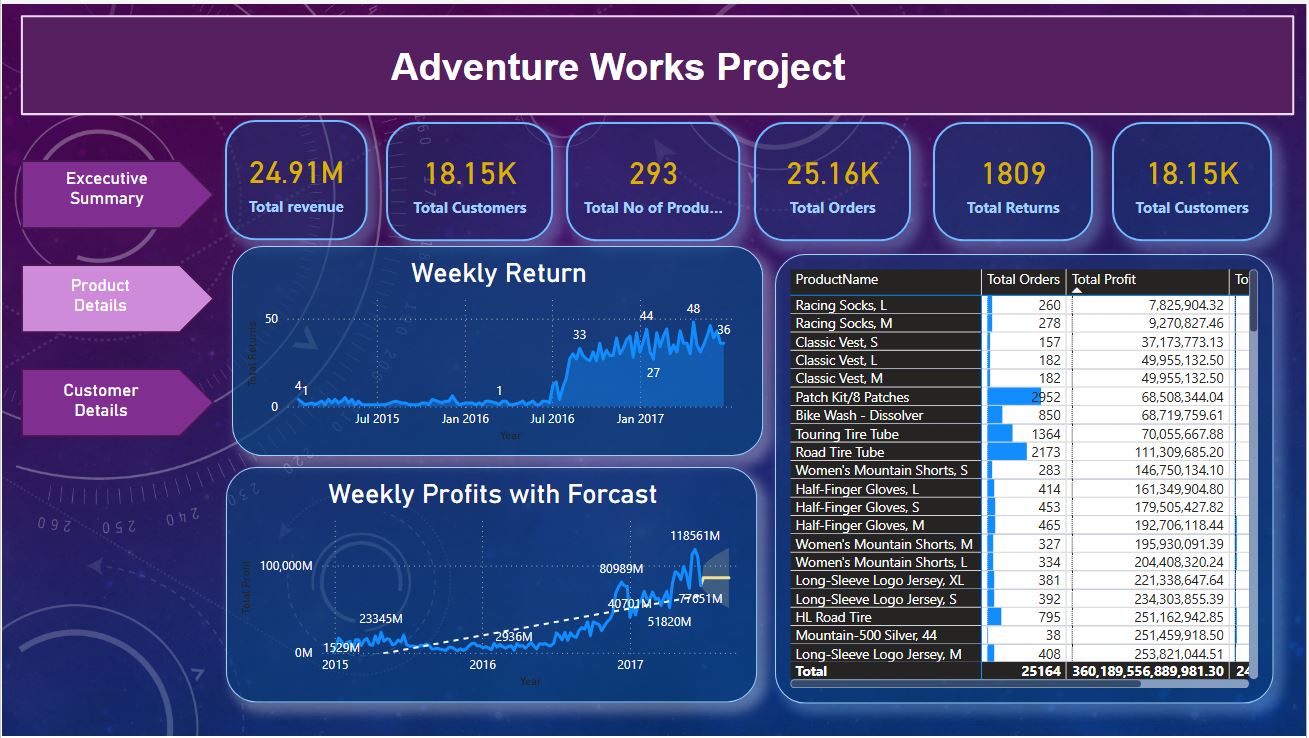 Adventure Works Project
Excecutive
Summary
Product
Details
Customer
Details
24.91M
Total revenue
18.15K
Total Customers
293
Total No of Produ...
25.16K
Total Orders
1809
Total Returns
18.15K
Total Customers
Weekly Return
Total Returns
50
0
4
1
1
33
44
27
48
36
Jul 2015
Jan 2016
Jul 2016
Jan 2017
Year
Weekly Profits with Forcast
Total Profit
100,000M
0M
1529M
23345M
2936M
80989M
40701M
51820M
118561M
77651M
2015
2016
2017
Year
ProductName Total Orders Total Profit To
Racing Socks, L 260 7,825,904.32
Racing Socks, M 278 9,270,827.46
Classic Vest, S 157 37,173,773.13
Classic Vest, L 182 49,955,132.50
Classic Vest, M 182 49,955,132.50
Patch Kit/8 Patches 2952 68,508,344.04
Bike Wash - Dissolver 850 68,719,759.61
Touring Tire Tube 1364 70,055,667.88
Road Tire Tube 2173 111,309,685.20
Women's Mountain Shorts, S 283 146,750,134.10
Half-Finger Gloves, L 414 161,349,904.80
Half-Finger Gloves, S 453 179,505,427.82
Half-Finger Gloves, M 465 192,706,118.44
Women's Mountain Shorts, M 327 195,930,091.39
Women's Mountain Shorts, L 334 204,408,320.24
Long-Sleeve Logo Jersey, XL 381 221,338,647.64
Long-Sleeve Logo Jersey, S 392 234,303,855.39
HL Road Tire 795 251,162,942.85
Mountain-500 Silver, 44 38 251,459,918.50
Long-Sleeve Logo Jersey, M 408 253,821,044.51
Total 25164 360,189,556,889,981.30 24
260
250
240
230
220